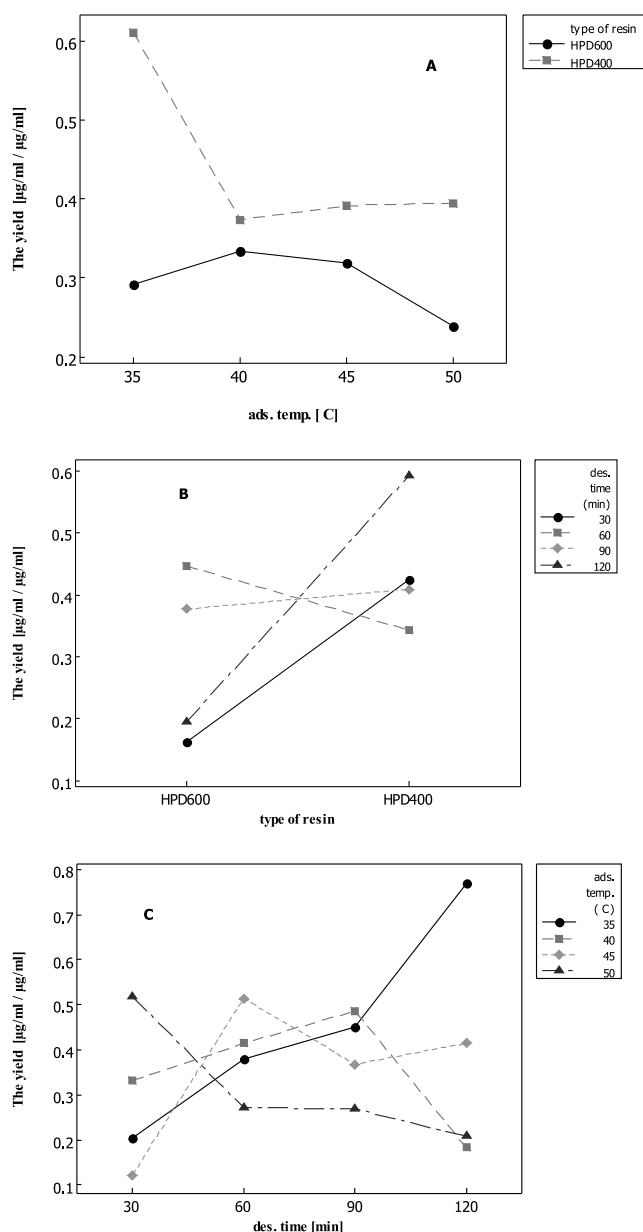 A
type of resin
HPD600
HPD400
The yield [µg/ml / µg/ml]
0.6
0.5
0.4
0.3
0.2
35 40 45 50
ads. temp. [ C]
B
des.
time
(min)
30
60
90
120
The yield [µg/ml / µg/ml]
0.6
0.5
0.4
0.3
0.2
0.1
HPD600 HPD400
type of resin
C
ads.
temp.
( C)
35
40
45
50
The yield [µg/ml / µg/ml]
0.8
0.7
0.6
0.5
0.4
0.3
0.2
0.1
30 60 90 120
des. time [min]